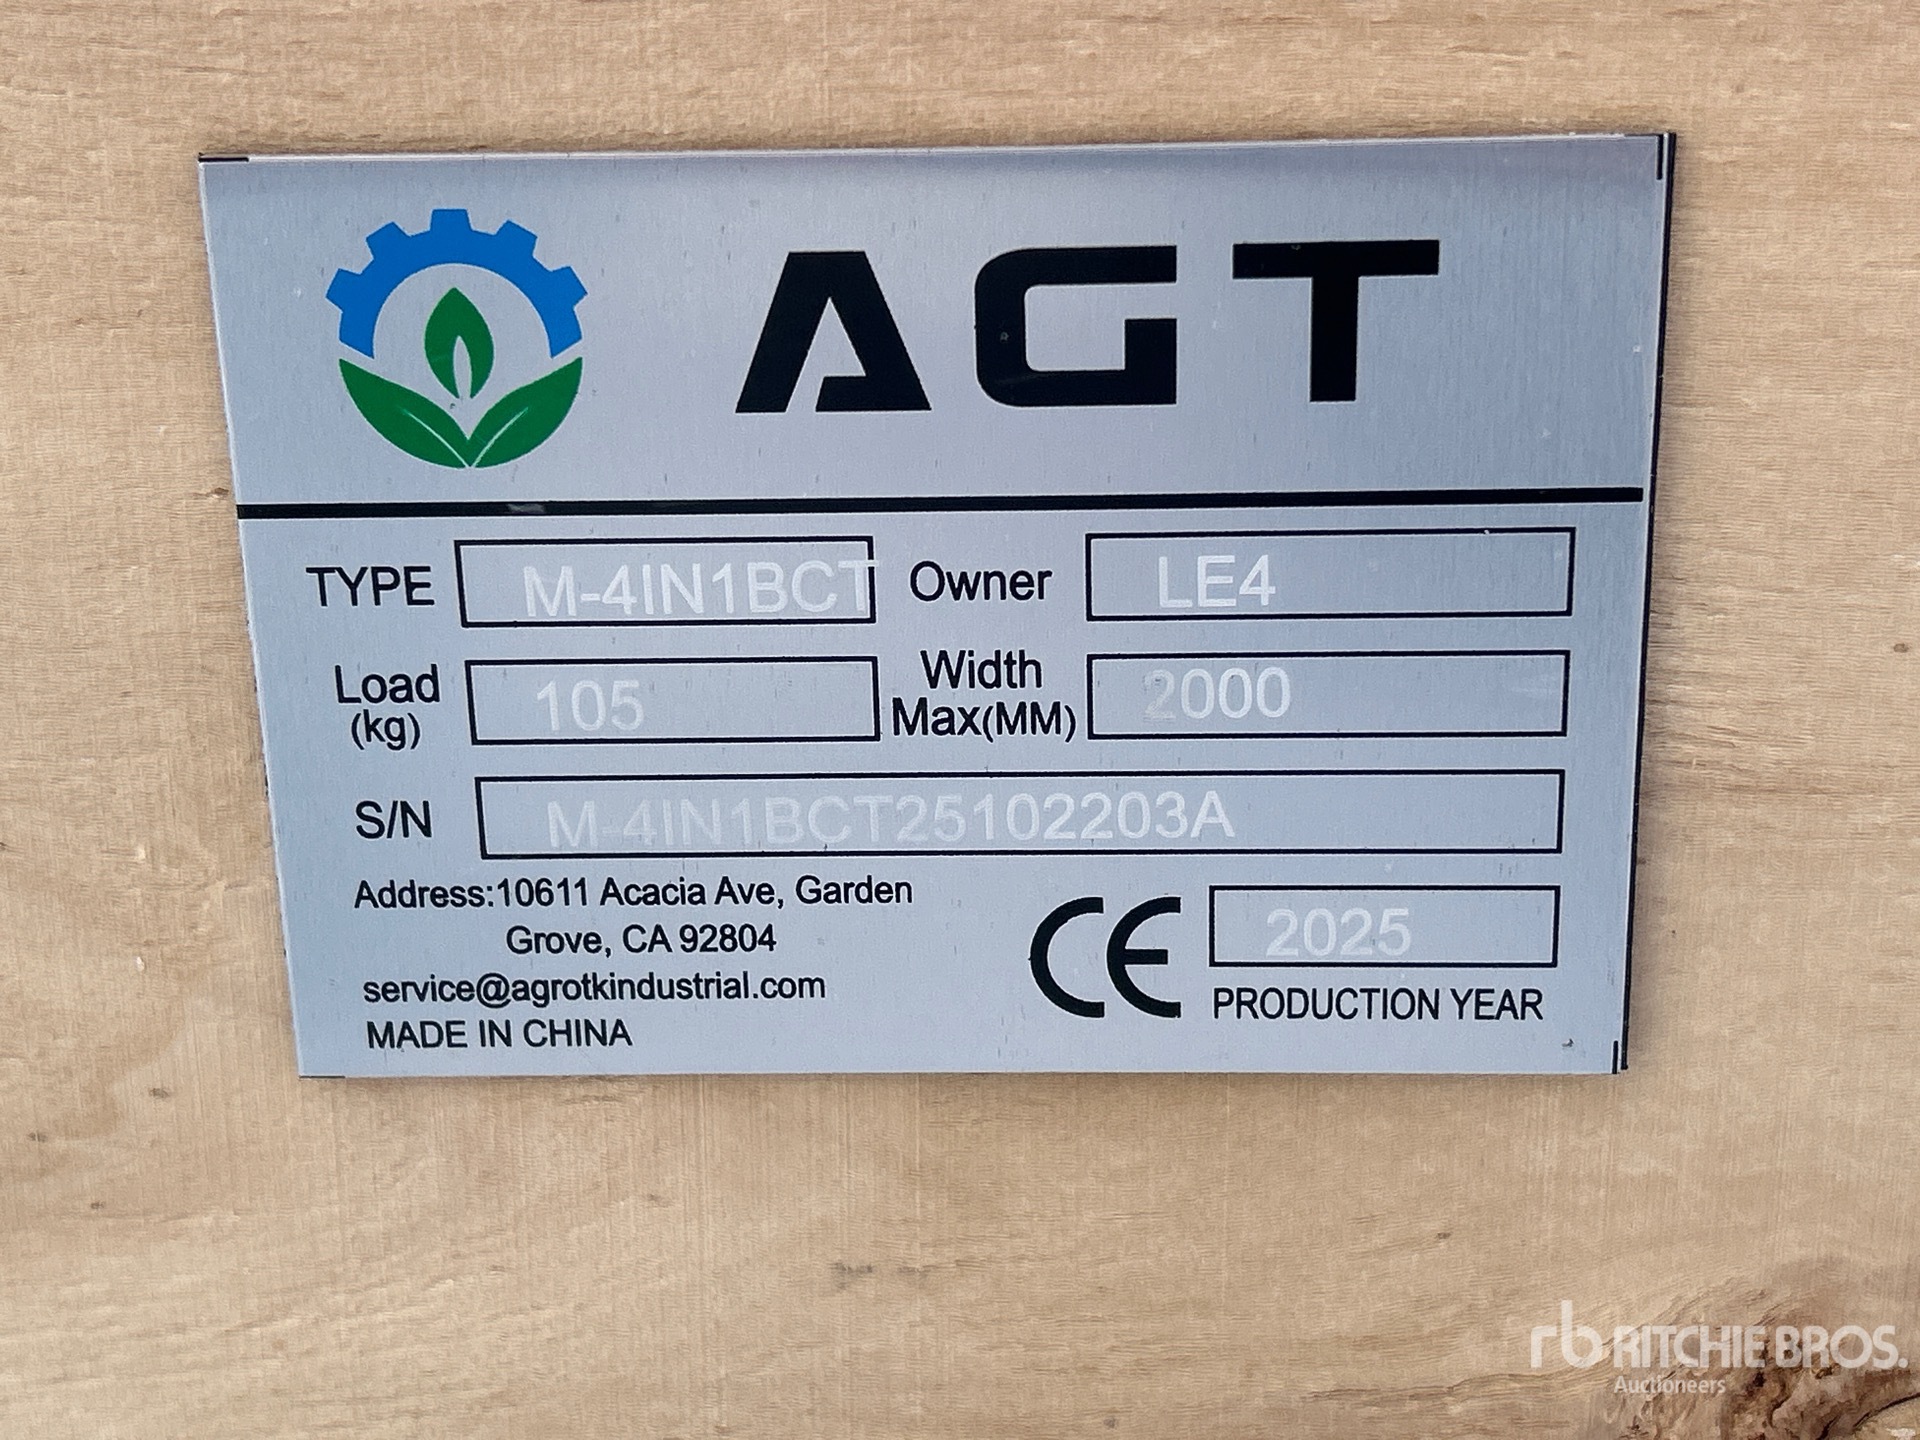 AGT
TYPE M-4IN1BCT Owner LE4
Load (kg) 105 Width Max(MM) 2000
S/N M-4IN1BCT25102203A
Address:10611 Acacia Ave, Garden
Grove, CA 92804
service@agrotkindustrial.com
MADE IN CHINA
CE 2025
PRODUCTION YEAR
rb RITCHIE BROS.
Auctioneers